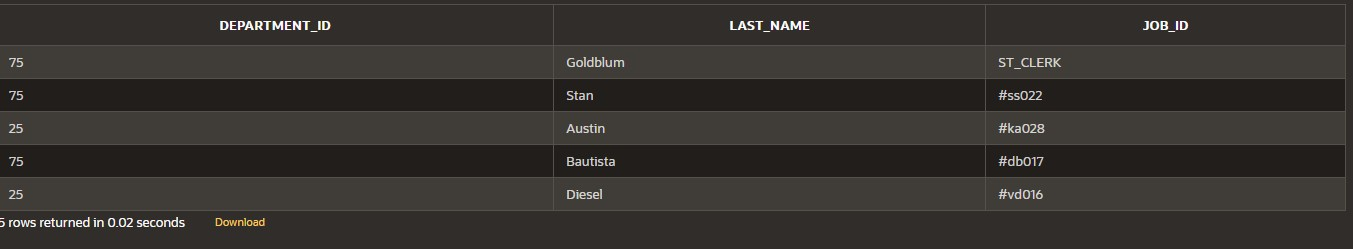 DEPARTMENT_ID LAST_NAME JOB_ID
75 Goldblum ST_CLERK
75 Stan #ss022
25 Austin #ka028
75 Bautista #db017
25 Diesel #vd016
5 rows returned in 0.02 seconds Download